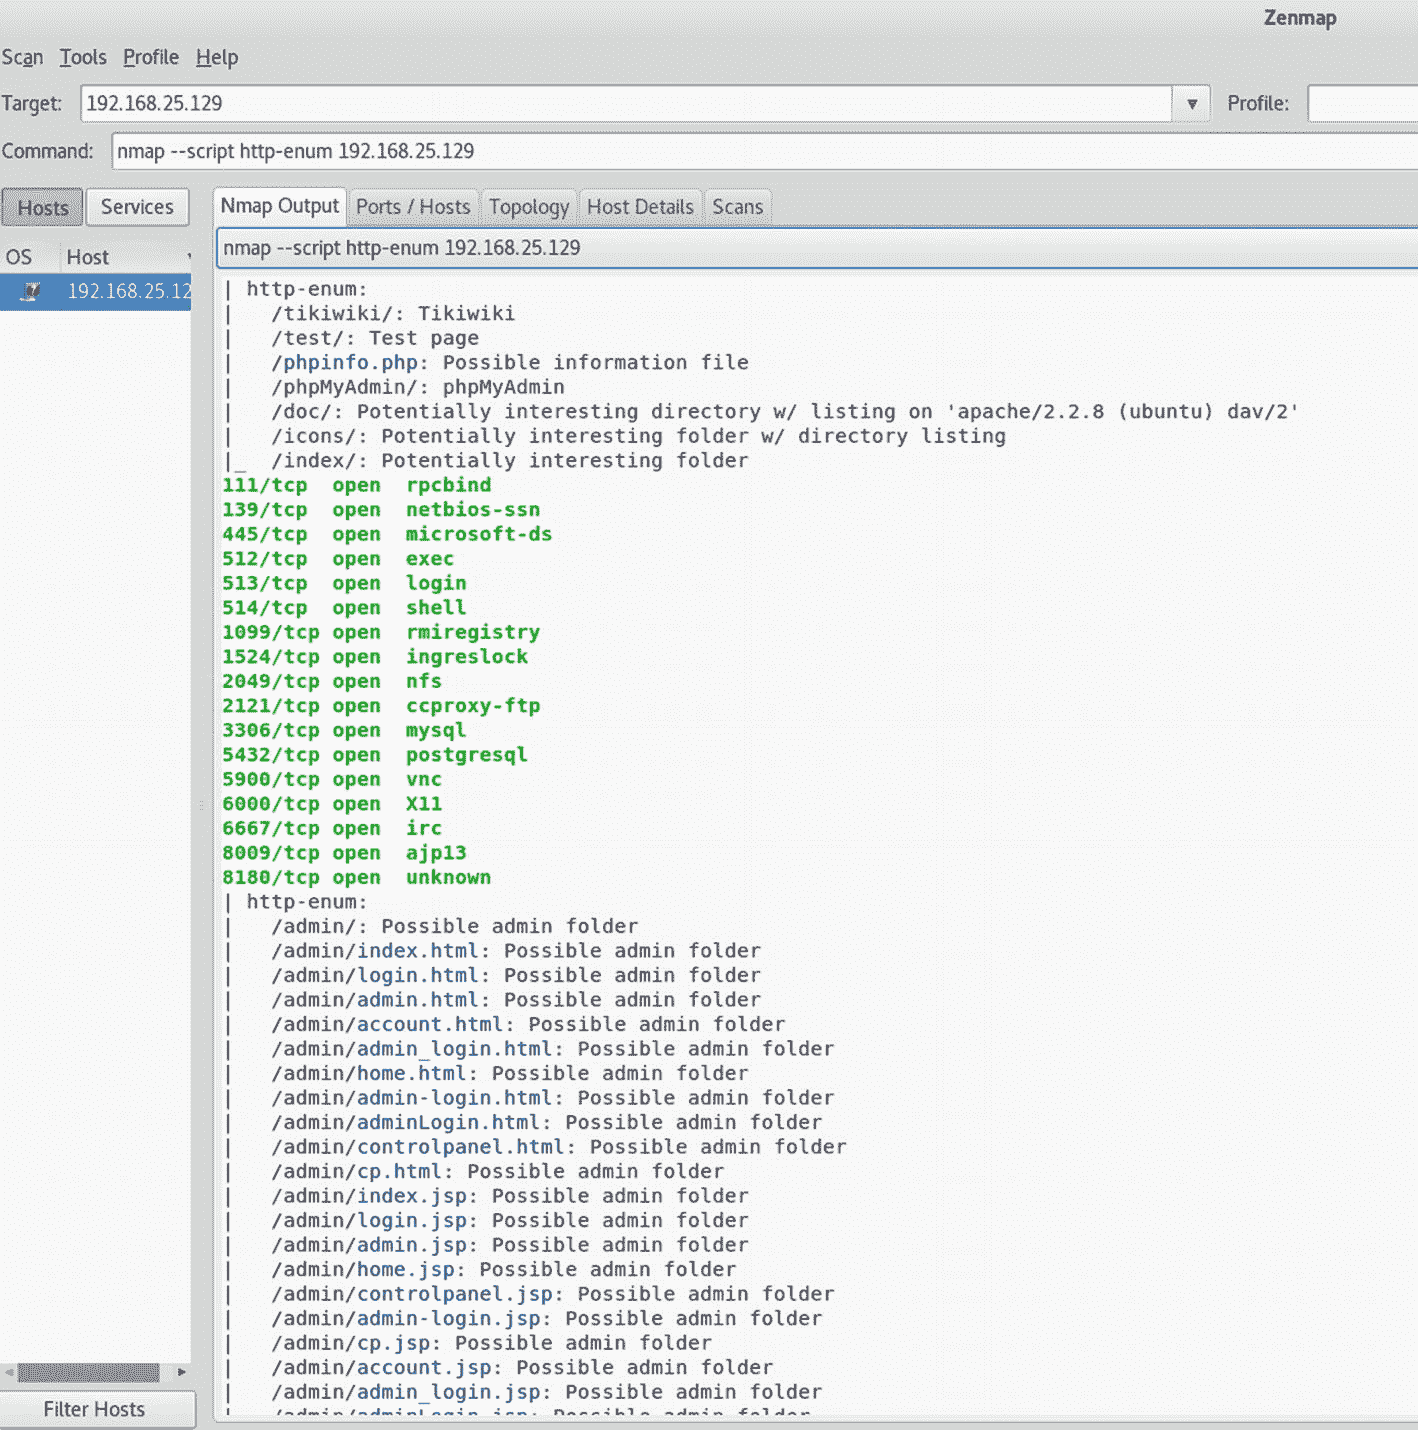 Zenmap
Scan Tools Profile Help
Target: 192.168.25.129 Profile:
Command: nmap --script http-enum 192.168.25.129
Hosts Services
Nmap Output Ports / Hosts Topology Host Details Scans
OS Host
192.168.25.12
nmap --script http-enum 192.168.25.129
| http-enum:
|   /tikiwiki/: Tikiwiki
|   /test/: Test page
|   /phpinfo.php: Possible information file
|   /phpMyAdmin/: phpMyAdmin
|   /doc/: Potentially interesting directory w/ listing on 'apache/2.2.8 (ubuntu) dav/2'
|   /icons/: Potentially interesting folder w/ directory listing
|_  /index/: Potentially interesting folder
111/tcp  open  rpcbind
139/tcp  open  netbios-ssn
445/tcp  open  microsoft-ds
512/tcp  open  exec
513/tcp  open  login
514/tcp  open  shell
1099/tcp open  rmiregistry
1524/tcp open  ingreslock
2049/tcp open  nfs
2121/tcp open  ccproxy-ftp
3306/tcp open  mysql
5432/tcp open  postgresql
5900/tcp open  vnc
6000/tcp open  X11
6667/tcp open  irc
8009/tcp open  ajp13
8180/tcp open  unknown
| http-enum:
|   /admin/: Possible admin folder
|   /admin/index.html: Possible admin folder
|   /admin/login.html: Possible admin folder
|   /admin/admin.html: Possible admin folder
|   /admin/account.html: Possible admin folder
|   /admin/admin_login.html: Possible admin folder
|   /admin/home.html: Possible admin folder
|   /admin/admin-login.html: Possible admin folder
|   /admin/adminLogin.html: Possible admin folder
|   /admin/controlpanel.html: Possible admin folder
|   /admin/cp.html: Possible admin folder
|   /admin/index.jsp: Possible admin folder
|   /admin/login.jsp: Possible admin folder
|   /admin/admin.jsp: Possible admin folder
|   /admin/home.jsp: Possible admin folder
|   /admin/controlpanel.jsp: Possible admin folder
|   /admin/admin-login.jsp: Possible admin folder
|   /admin/cp.jsp: Possible admin folder
|   /admin/account.jsp: Possible admin folder
|   /admin/admin_login.jsp: Possible admin folder
|   /admin/adminLogin.jsp: Possible admin folder
Filter Hosts